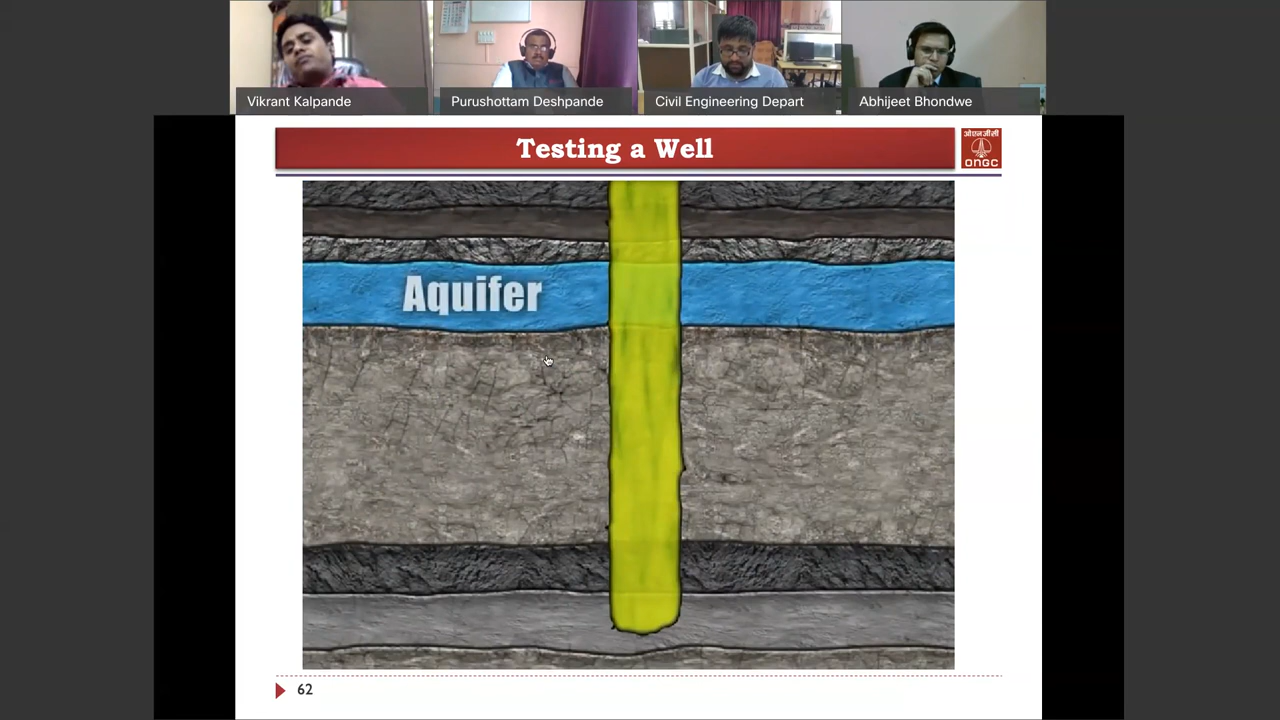 Vikrant Kalpande
Purushottam Deshpande
Civil Engineering Depart
Abhijeet Bhondwe
Testing a Well
ओएनजीसी
ONGC
Aquifer
62